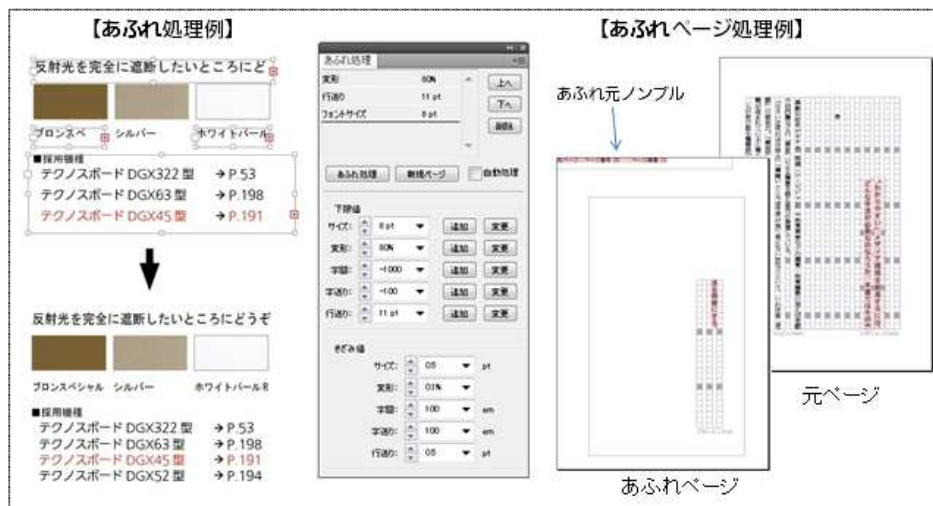 【あふれ処理例】
反射光を完全に遮断したいところにど
ブロンスペ
シルバー
ホワイトパール
■採用機種
テクノスボード DGX322 型 → P.53
テクノスボード DGX63 型 → P.198
テクノスボード DGX45 型 → P.191
反射光を完全に遮断したいところにどうぞ
ブロンスペシャル シルバー ホワイトパール R
■採用機種
テクノスボード DGX322 型 → P.53
テクノスボード DGX63 型 → P.198
テクノスボード DGX45 型 → P.191
テクノスボード DGX52 型 → P.194
あふれ処理
変形 80% 上へ
行送り 11 pt 下へ
フォントサイズ 8 pt 削除
あふれ処理 新規ページ 自動処理
下限値
サイズ: 8 pt 追加 変更
変形: 80% 追加 変更
字間: -1000 追加 変更
字送り: -100 追加 変更
行送り: 11 pt 追加 変更
きざみ値
サイズ: 0.5 pt
変形: 0.1%
字間: 100 em
字送り: 100 em
行送り: 0.5 pt
【あふれページ処理例】
あふれ元ノンブル
元ページ
あふれページ